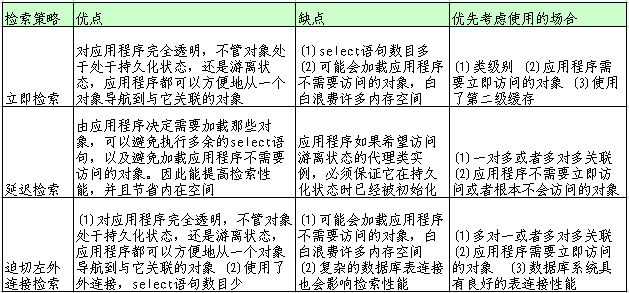 检索策略 优点 缺点 优先考虑使用的场合
立即检索
对应用程序完全透明，不管对象处
于处于持久化状态，还是游离状
态，应用程序都可以方便地从一个
对象导航到与它关联的对象
(1)select语句数目多
(2)可能会加载应用程序
不需要访问的对象，白
白浪费许多内存空间
(1)类级别 (2)应用程序需
要立即访问的对象 (3)使用
了第二级缓存
延迟检索
由应用程序决定需要加载那些对
象，可以避免执行多余的select语
句，以及避免加载应用程序不需要
访问的对象。因此能提高检索性
能，并且节省内在空间
应用程序如果希望访问
游离状态的代理类实
例，必须保证它在持久
化状态时已经被初始化
(1)一对多或者多对多关联
(2)应用程序不需要立即访
问或者根本不会访问的对象
迫切左外
连接检索
(1)对应用程序完全透明，不管对象
处于持久化状态，还是游离状态，
应用程序都可以方便地从一个对象
导航到与它关联的对象 (2)使用了
外连接，select语句数目少
(1)可能会加载应用程序
不需要访问的对象，白
白浪费许多内存空间
(2)复杂的数据库表连接
也会影响检索性能
(1)多对一或者多对多关联
(2)应用程序需要立即访问
的对象 (3)数据库系统具
有良好的表连接性能